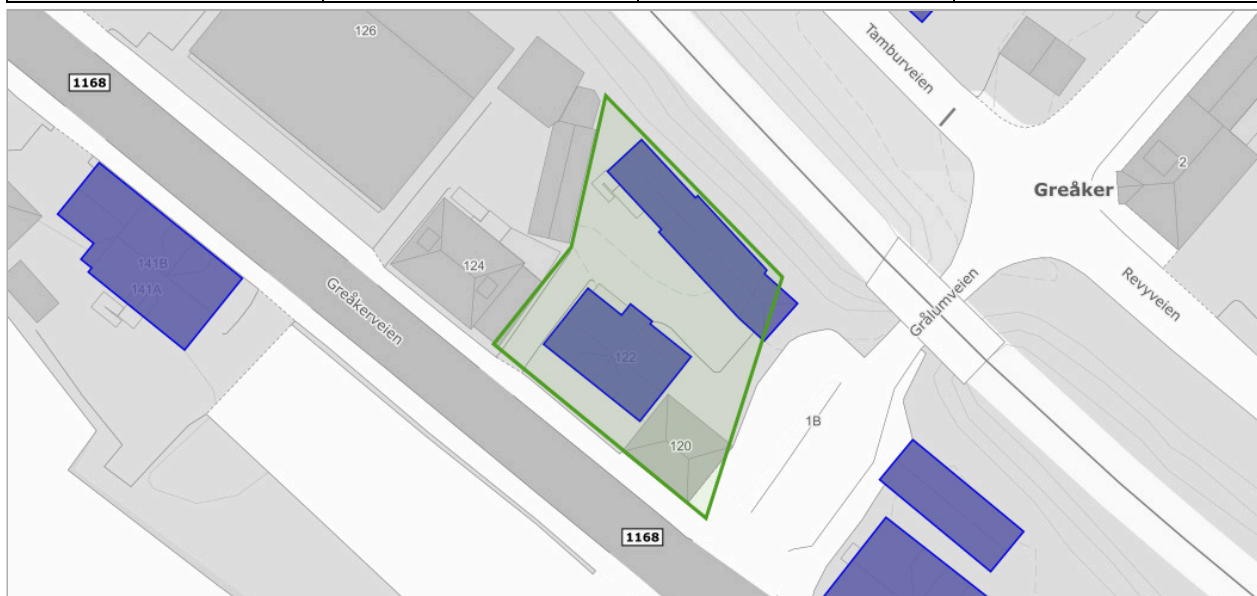 126
Tamburveien
1168
2
Greåker
141B
124
141A
Greåkerveien
Grålumveien
Revyveien
122
1B
120
1168